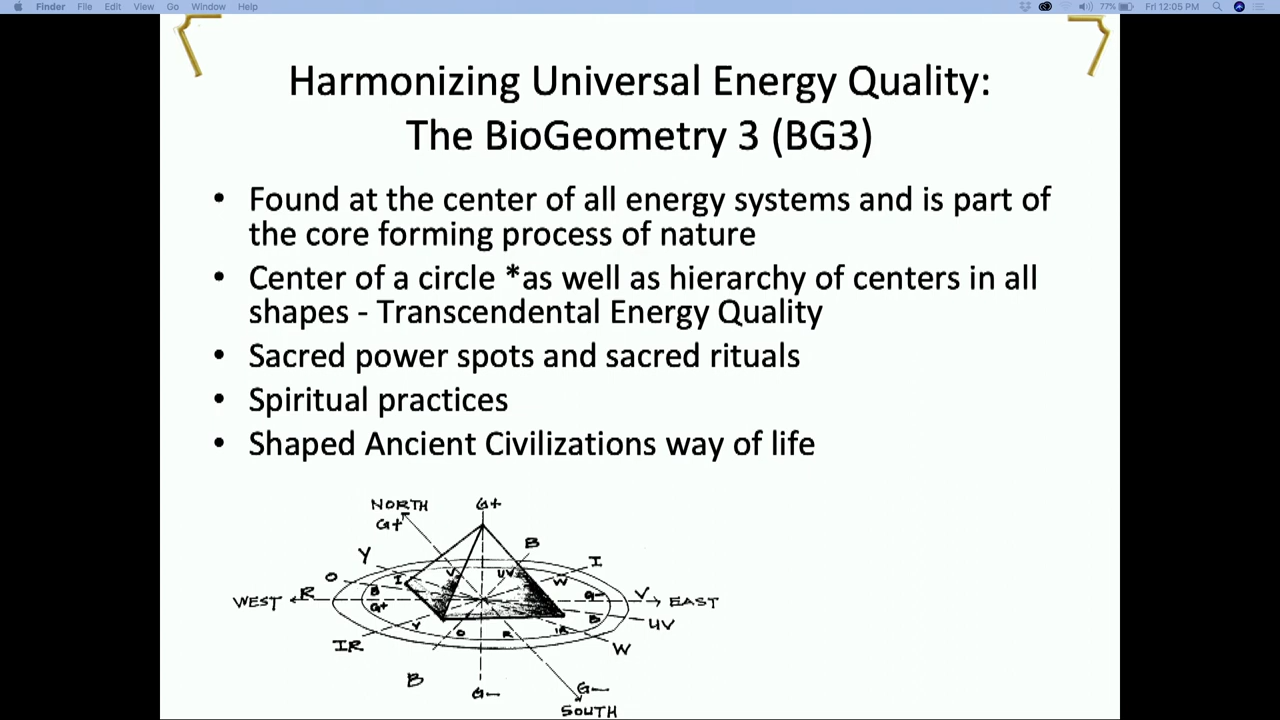 Finder File Edit View Go Window Help 77% Fri 12:05 PM
Harmonizing Universal Energy Quality:
The BioGeometry 3 (BG3)
• Found at the center of all energy systems and is part of
the core forming process of nature
• Center of a circle *as well as hierarchy of centers in all
shapes - Transcendental Energy Quality
• Sacred power spots and sacred rituals
• Spiritual practices
• Shaped Ancient Civilizations way of life
NORTH G+
G+
Y B
I
O I V UV W
B
WEST R G+ G- V EAST
Y O R IR B UV
IR W
B
G- G-
SOUTH